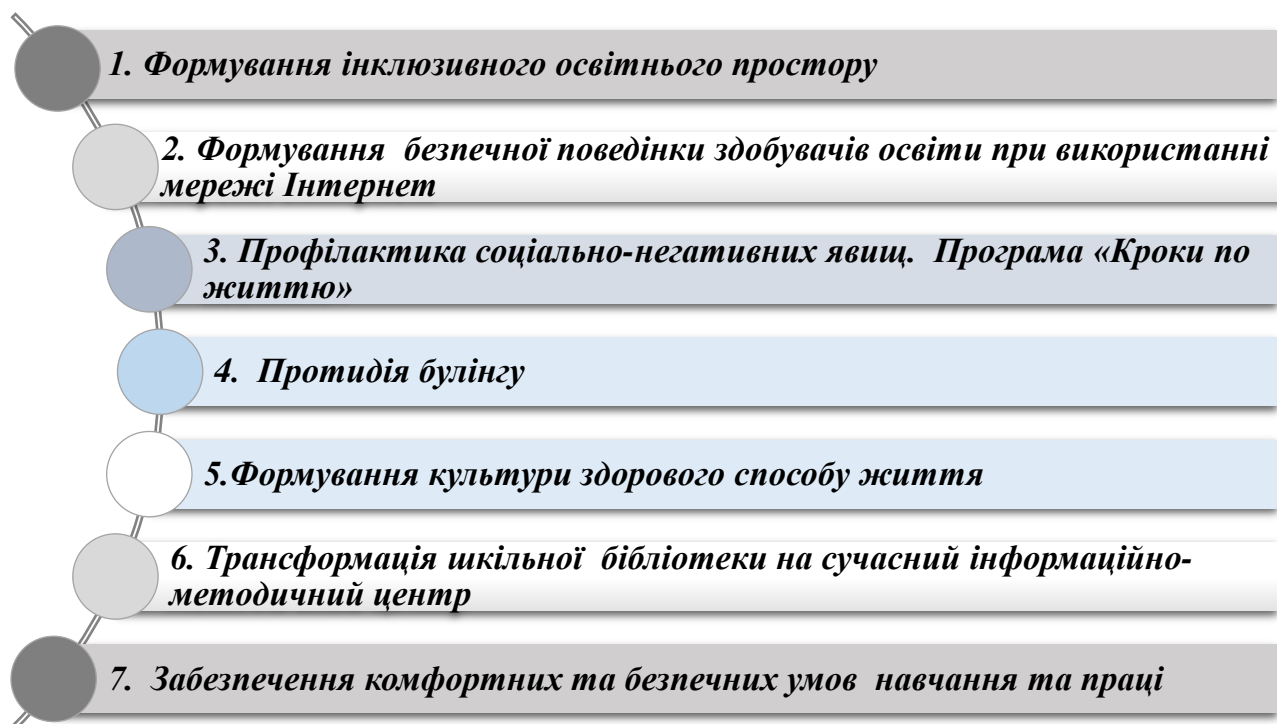 1. Формування інклюзивного освітнього простору
2. Формування безпечної поведінки здобувачів освіти при використанні
мережі Інтернет
3. Профілактика соціально-негативних явищ. Програма «Кроки по
життю»
4. Протидія булінгу
5.Формування культури здорового способу життя
6. Трансформація шкільної бібліотеки на сучасний інформаційно-
методичний центр
7. Забезпечення комфортних та безпечних умов навчання та праці